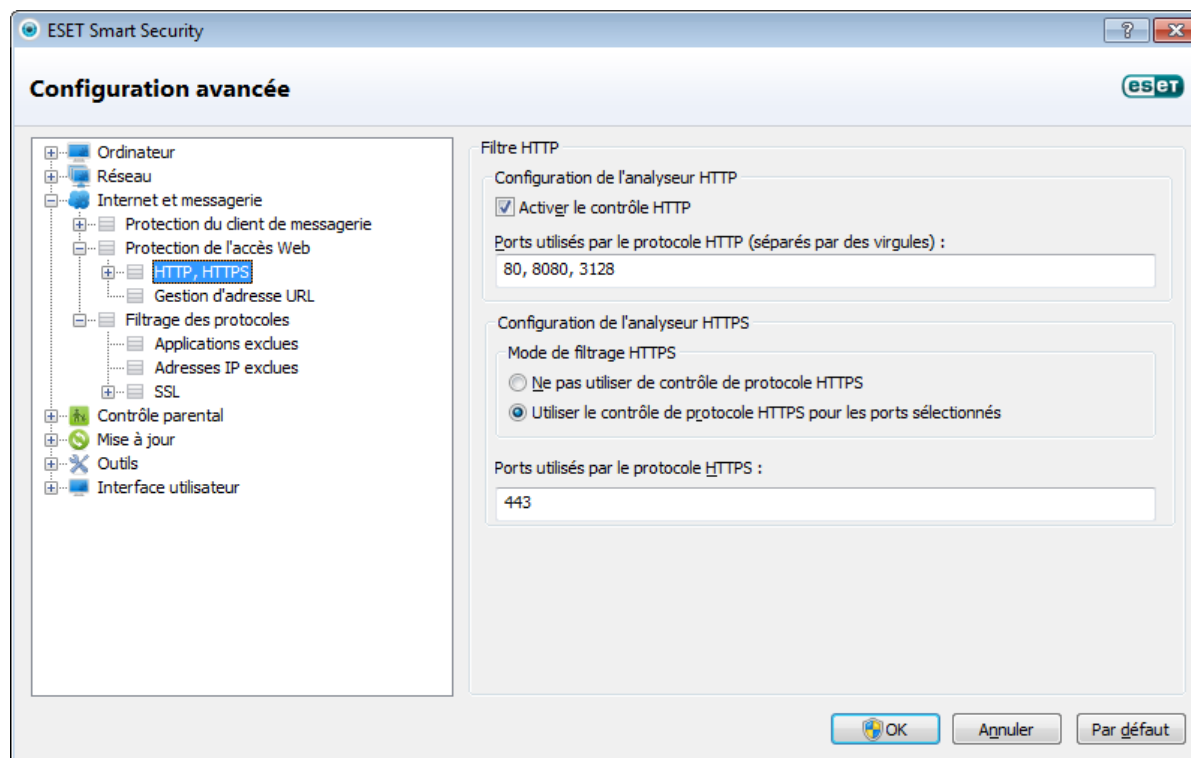 ESET Smart Security
Configuration avancée
eseT
Ordinateur
Réseau
Internet et messagerie
Protection du client de messagerie
Protection de l'accès Web
HTTP, HTTPS
Gestion d'adresse URL
Filtrage des protocoles
Applications exclues
Adresses IP exclues
SSL
Contrôle parental
Mise à jour
Outils
Interface utilisateur
Filtre HTTP
Configuration de l'analyseur HTTP
Activer le contrôle HTTP
Ports utilisés par le protocole HTTP (séparés par des virgules) :
80, 8080, 3128
Configuration de l'analyseur HTTPS
Mode de filtrage HTTPS
Ne pas utiliser de contrôle de protocole HTTPS
Utiliser le contrôle de protocole HTTPS pour les ports sélectionnés
Ports utilisés par le protocole HTTPS :
443
OK
Annuler
Par défaut